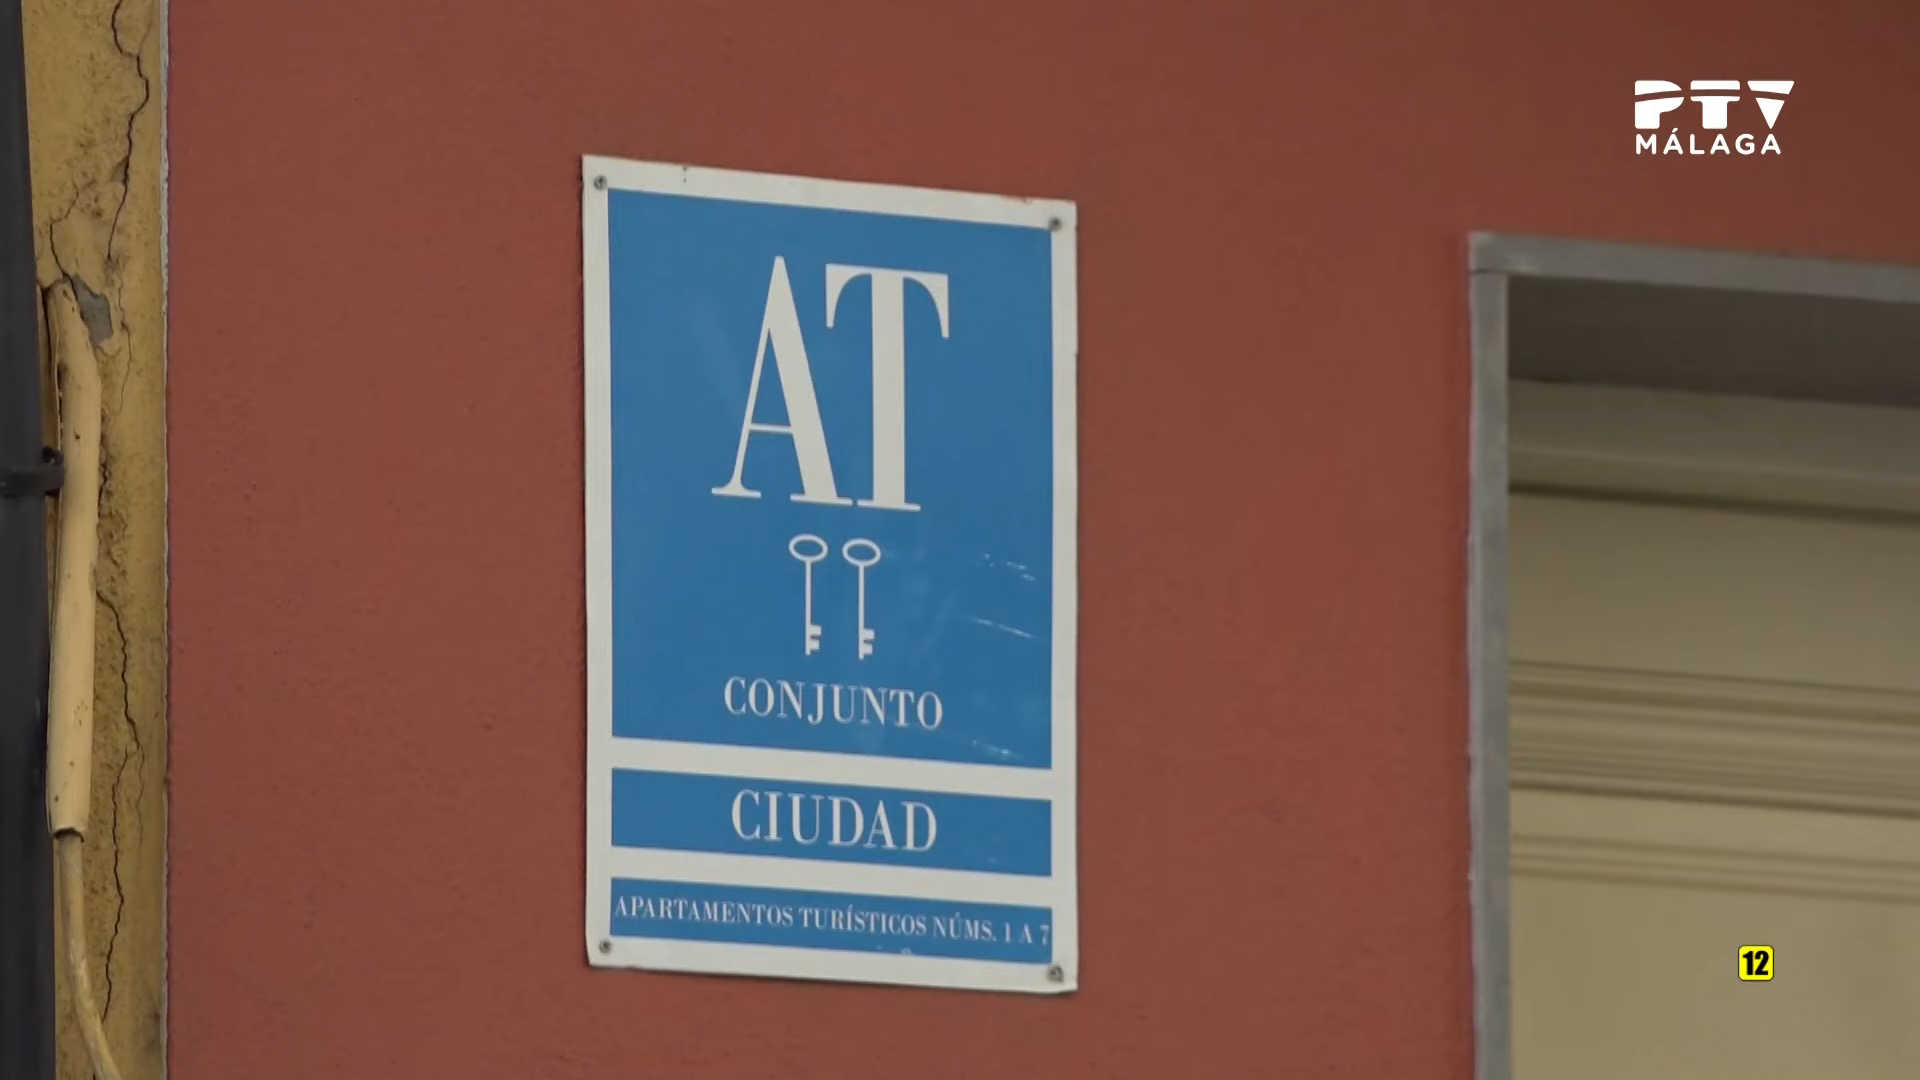 PTV
MÁLAGA
AT
CONJUNTO
CIUDAD
APARTAMENTOS TURÍSTICOS NÚMS. 1 A 7
12